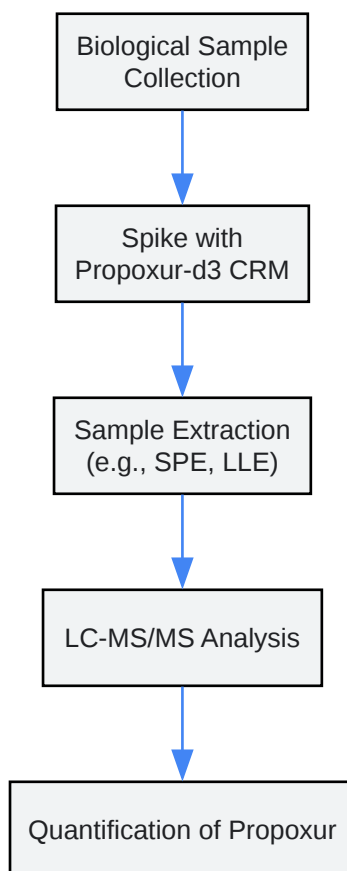 Biological Sample
Collection
Spike with
Propoxur-d3 CRM
Sample Extraction
(e.g., SPE, LLE)
LC-MS/MS Analysis
Quantification of Propoxur